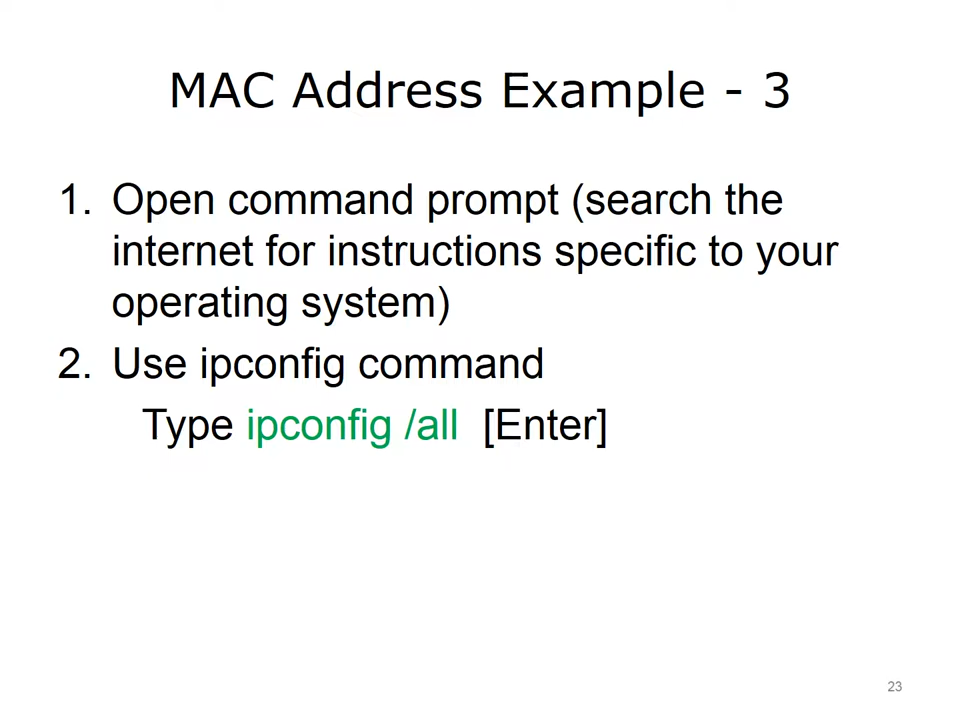 MAC Address Example - 3
1. Open command prompt (search the
internet for instructions specific to your
operating system)
2. Use ipconfig command
Type ipconfig /all [Enter]
23